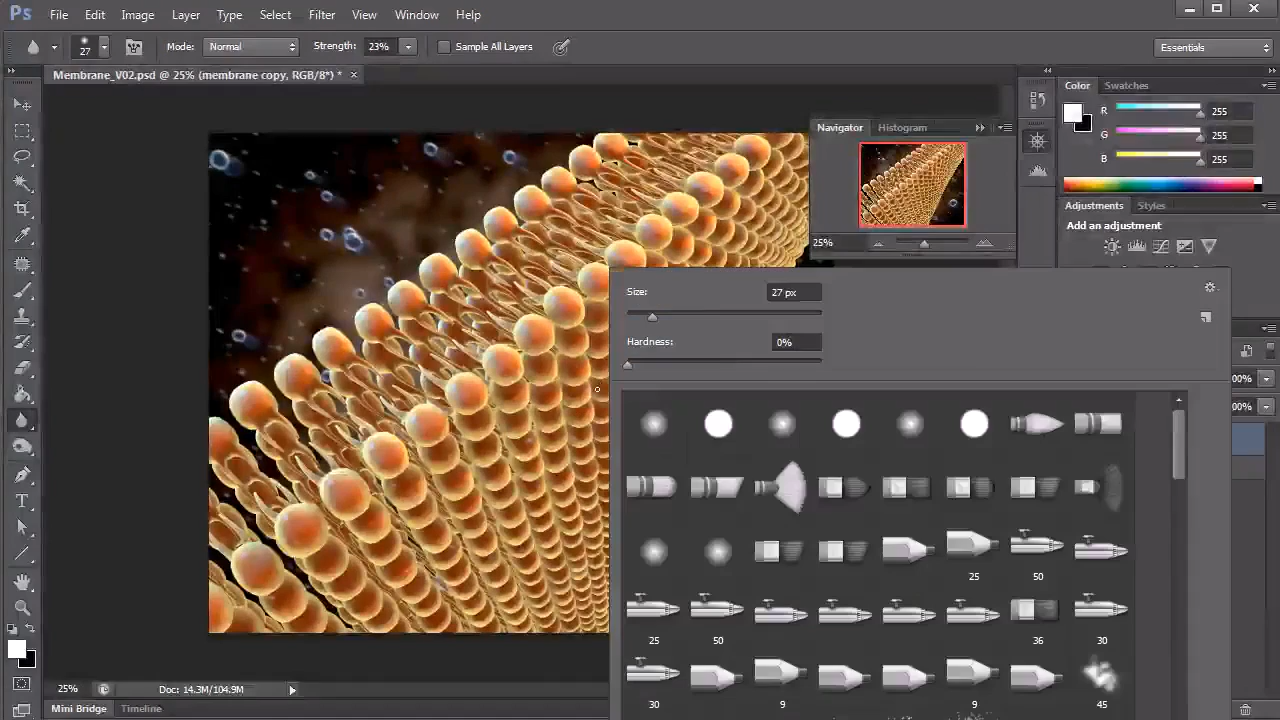 Ps File Edit Image Layer Type Select Filter View Window Help
27 Mode: Normal Strength: 23% Sample All Layers Essentials
Membrane_V02.psd @ 25% (membrane copy, RGB/8*) *
Color Swatches
R 255
G 255
B 255
Navigator Histogram
25%
Adjustments Styles
Add an adjustment
Size: 27 px
Hardness: 0%
00%
00%
25 50
25 50 36 30
30 9 9 45
25% Doc: 14.3M/104.9M
Mini Bridge Timeline